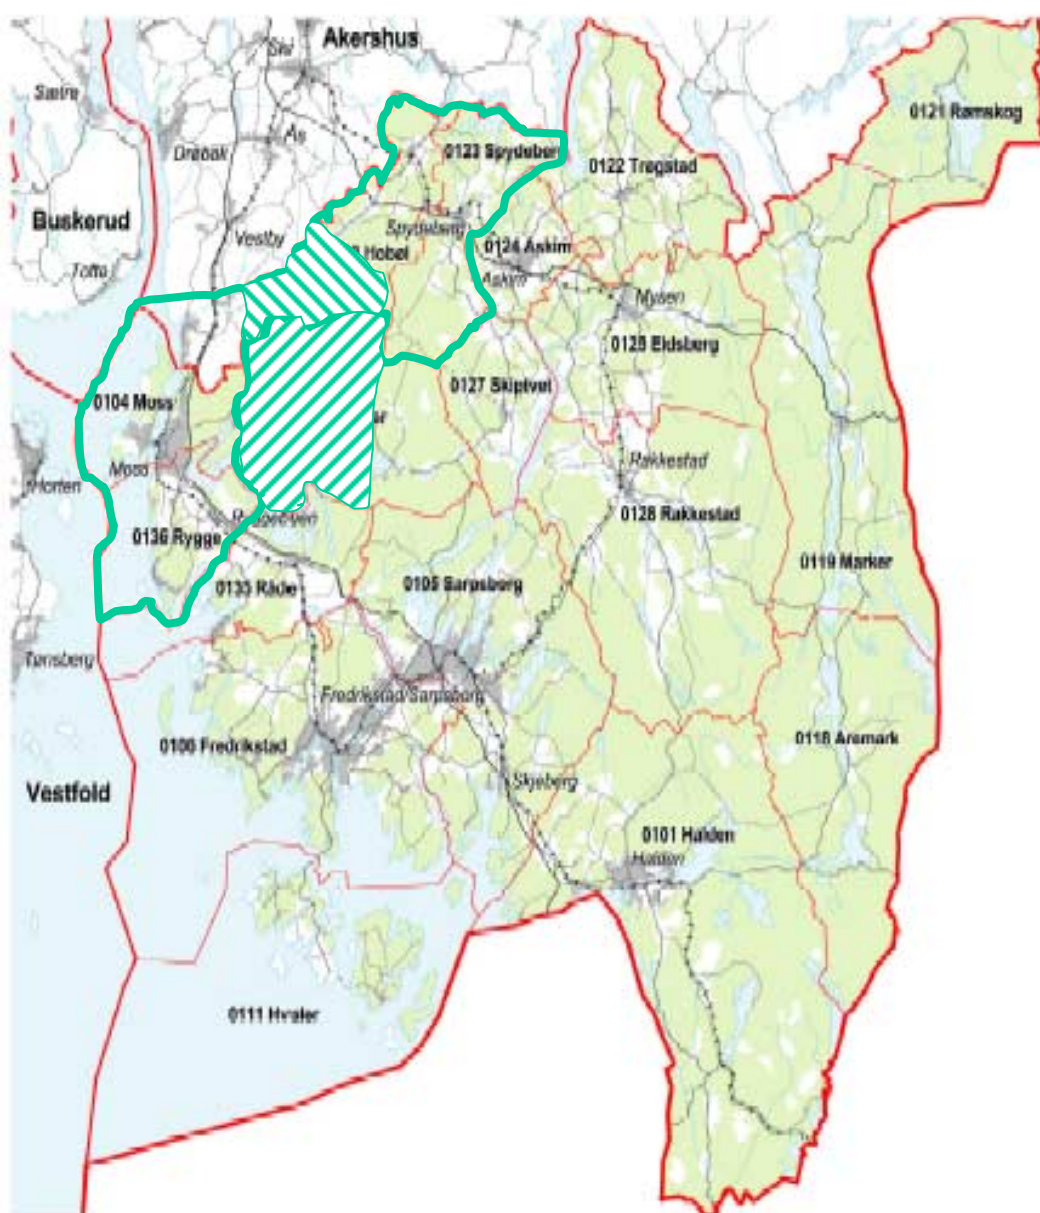 Akershus
Ski
Sætre
Ås
Drøbak
0121 Rømskog
0123 Spydeber
0122 Trøgstad
Buskerud
Vestby
Spydeberg
Hobøl
0124 Askim
Tofte
Askim
Mysen
0125 Eidsberg
0127 Skiptvet
0104 Moss
Moss
Rakkestad
Horten
0128 Rakkestad
0136 Rygge
0119 Marker
0135 Råde
0105 Sarpsborg
Tønsberg
Fredrikstad/Sarpsborg
0106 Fredrikstad
0118 Aremark
Skjeberg
Vestfold
0101 Halden
Halden
0111 Hvaler